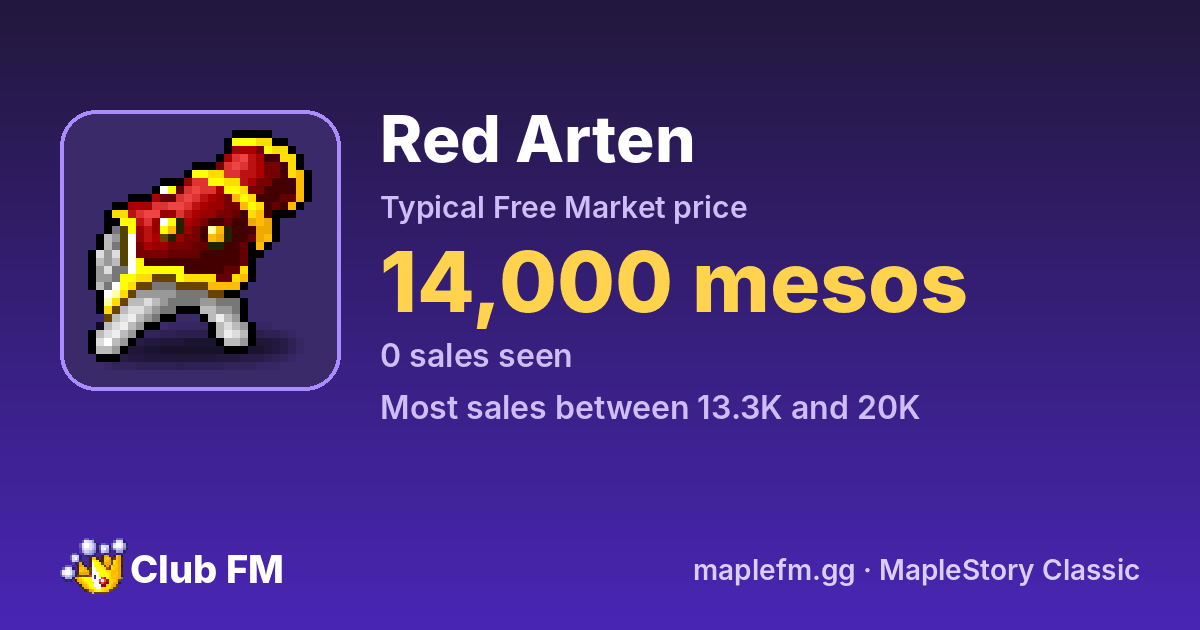 Red Arten
Typical Free Market price
14,000 mesos
0 sales seen
Most sales between 13.3K and 20K
Club FM
maplefm.gg · MapleStory Classic